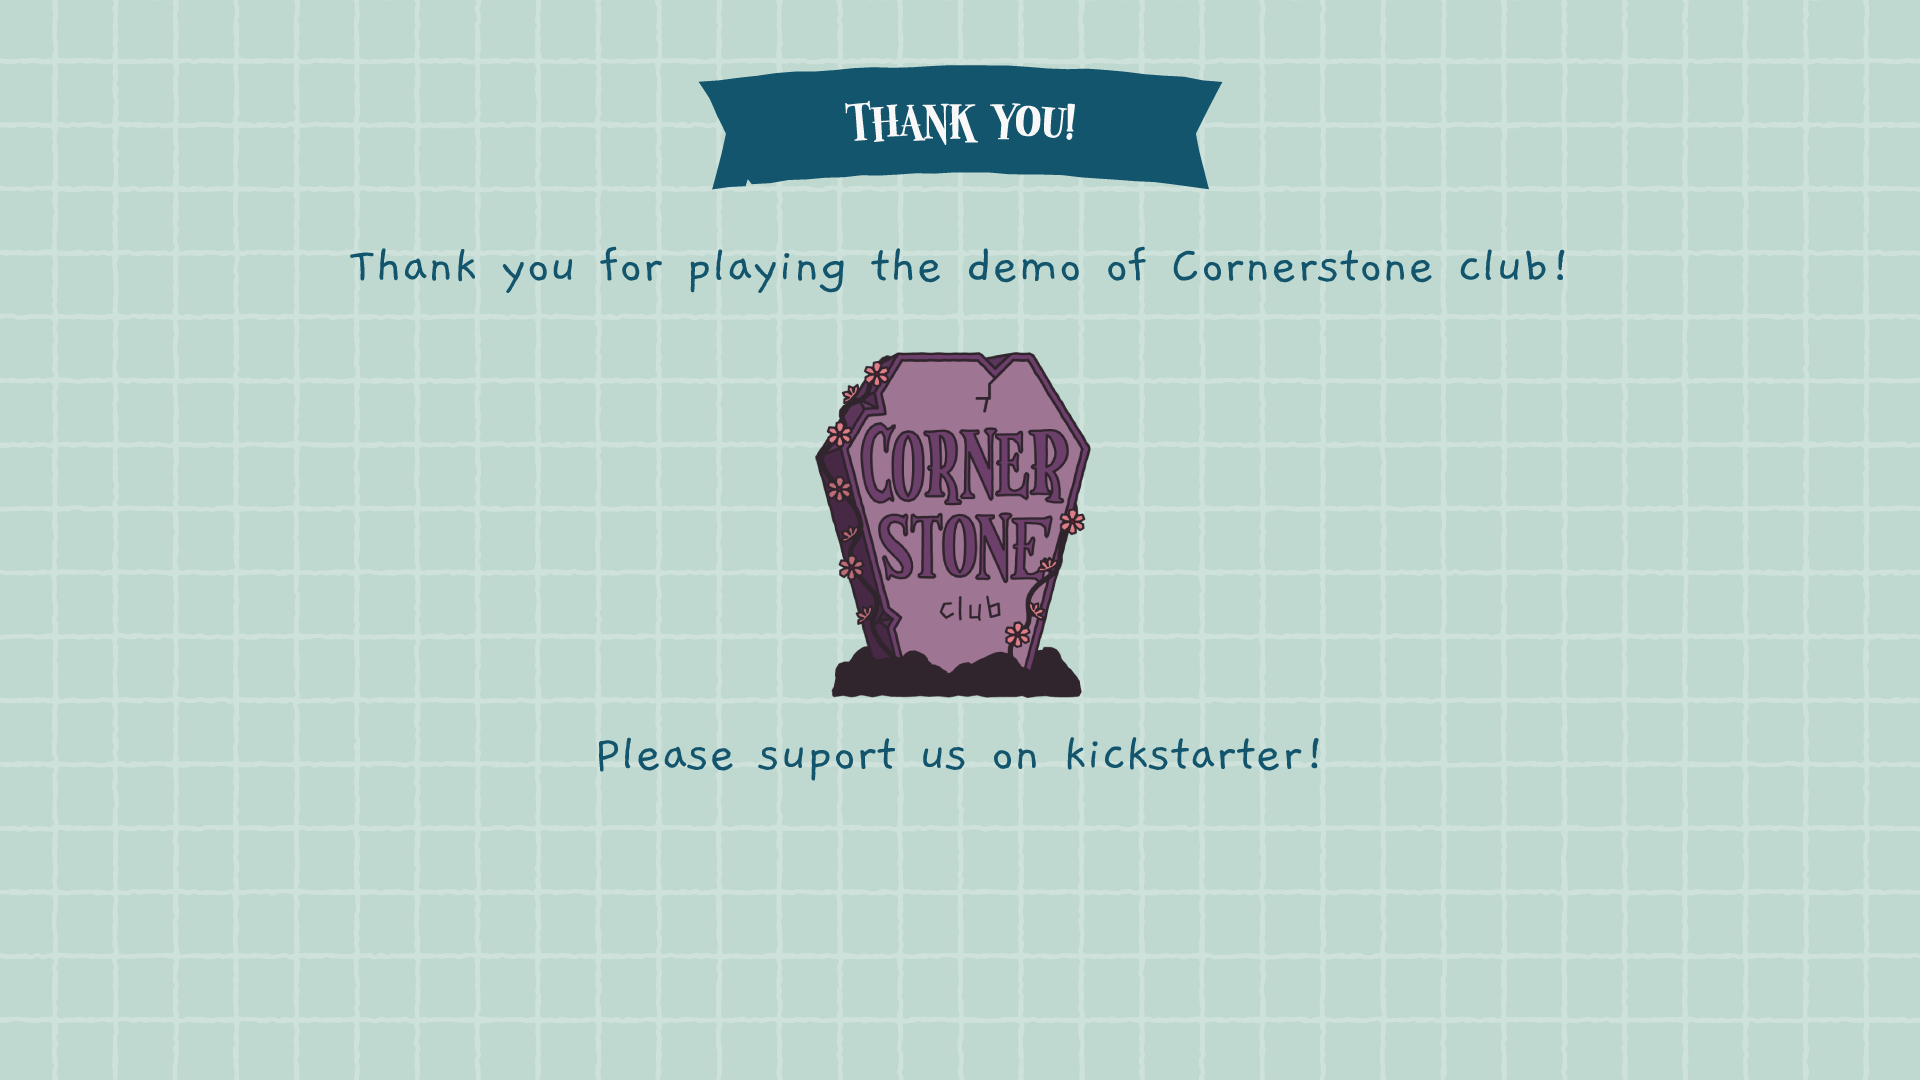 THANK YOU!
Thank you for playing the demo of Cornerstone club!
CORNER
STONE
club
Please suport us on kickstarter!